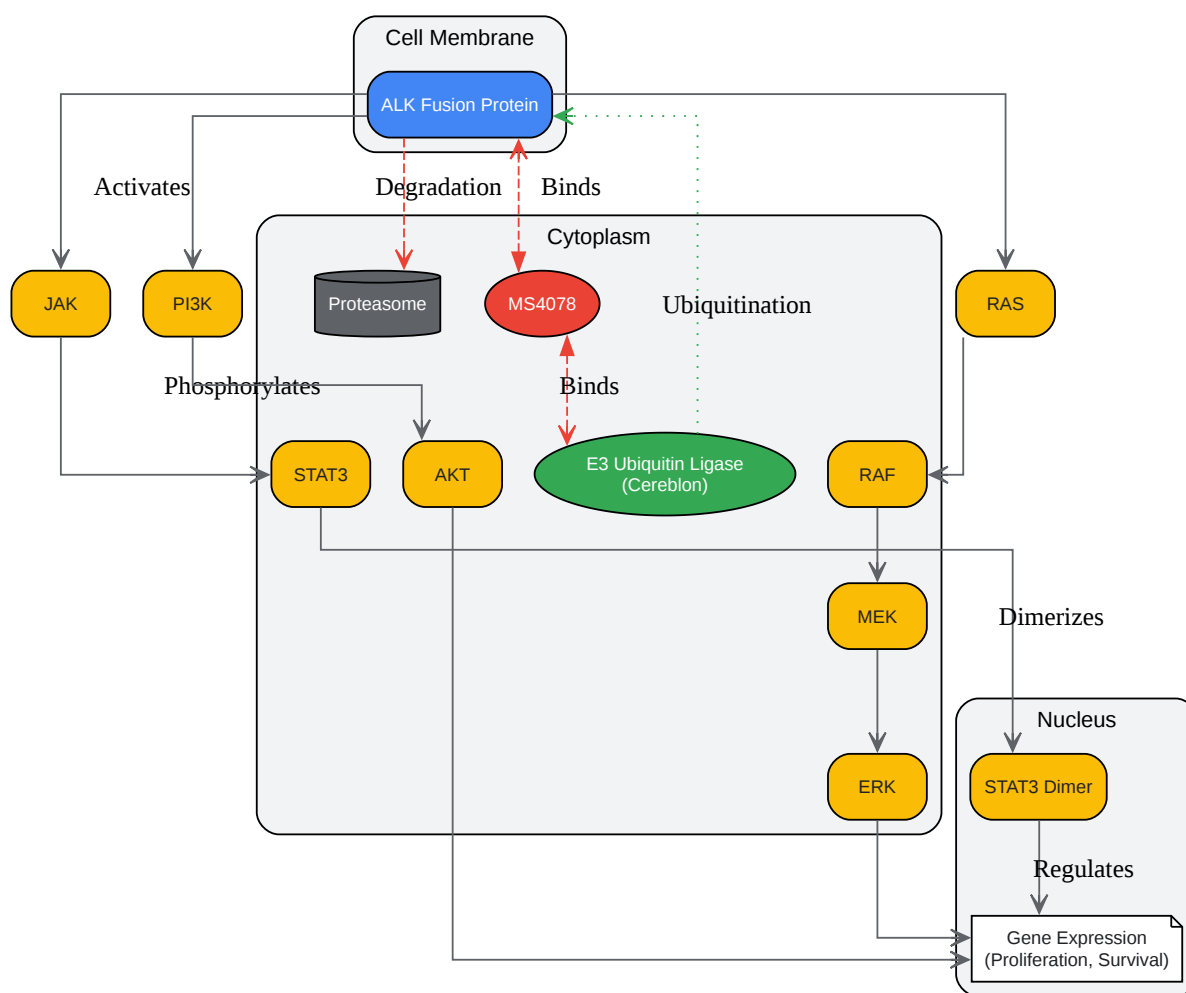 Cell Membrane
ALK Fusion Protein
Activates
Degradation
Binds
Cytoplasm
JAK
PI3K
Proteasome
MS4078
Ubiquitination
RAS
Phosphorylates
Binds
STAT3
AKT
E3 Ubiquitin Ligase
(Cereblon)
RAF
MEK
Dimerizes
Nucleus
ERK
STAT3 Dimer
Regulates
Gene Expression
(Proliferation, Survival)